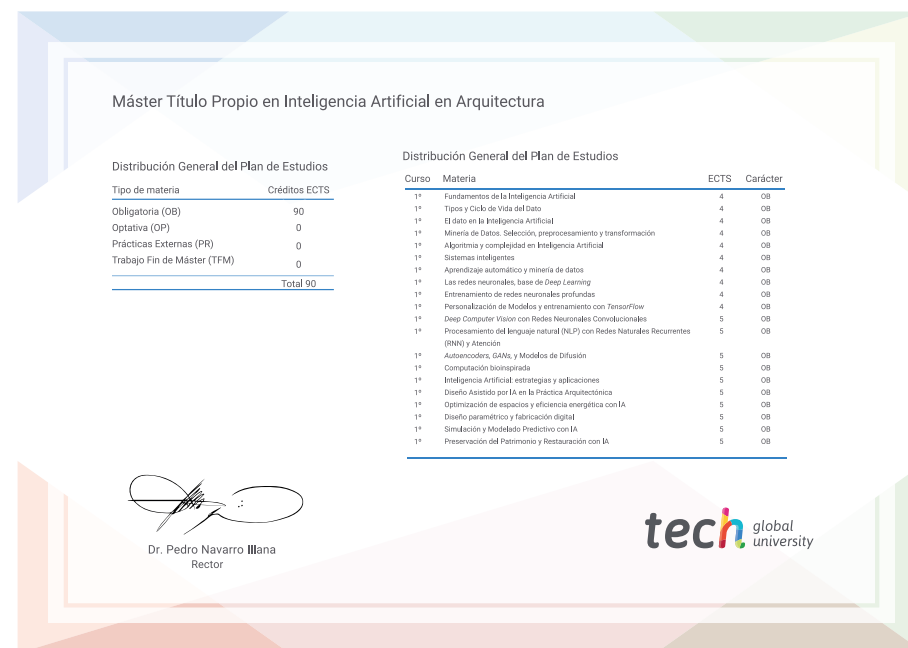 Máster Título Propio en Inteligencia Artificial en Arquitectura
Distribución General del Plan de Estudios
Tipo de materia Créditos ECTS
Obligatoria (OB) 90
Optativa (OP) 0
Prácticas Externas (PR) 0
Trabajo Fin de Máster (TFM) 0
Total 90
Distribución General del Plan de Estudios
Curso Materia ECTS Carácter
1º Fundamentos de la Inteligencia Artificial 4 OB
1º Tipos y Ciclo de Vida del Dato 4 OB
1º El dato en la Inteligencia Artificial 4 OB
1º Minería de Datos. Selección, preprocesamiento y transformación 4 OB
1º Algoritmia y complejidad en Inteligencia Artificial 4 OB
1º Sistemas inteligentes 4 OB
1º Aprendizaje automático y minería de datos 4 OB
1º Las redes neuronales, base de Deep Learning 4 OB
1º Entrenamiento de redes neuronales profundas 4 OB
1º Personalización de Modelos y entrenamiento con TensorFlow 4 OB
1º Deep Computer Vision con Redes Neuronales Convolucionales 5 OB
1º Procesamiento del lenguaje natural (NLP) con Redes Naturales Recurrentes 5 OB
(RNN) y Atención
1º Autoencoders, GANs, y Modelos de Difusión 5 OB
1º Computación bioinspirada 5 OB
1º Inteligencia Artificial: estrategias y aplicaciones 5 OB
1º Diseño Asistido por IA en la Práctica Arquitectónica 5 OB
1º Optimización de espacios y eficiencia energética con IA 5 OB
1º Diseño paramétrico y fabricación digital 5 OB
1º Simulación y Modelado Predictivo con IA 5 OB
1º Preservación del Patrimonio y Restauración con IA 5 OB
Dr. Pedro Navarro Illana
Rector
tech global
university